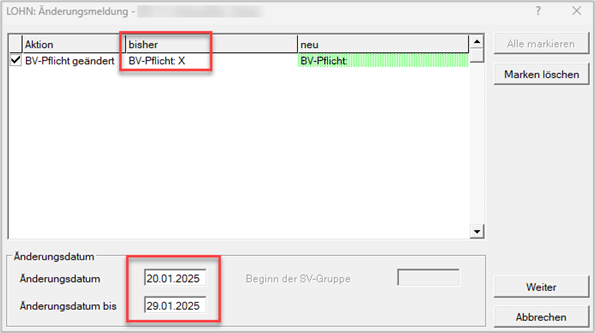 LOHN: Änderungsmeldung -
Aktion bisher neu
BV-Pflicht geändert BV-Pflicht: X BV-Pflicht:
Alle markieren
Marken löschen
Änderungsdatum
Änderungsdatum 20.01.2025 Beginn der SV-Gruppe
Änderungsdatum bis 29.01.2025
Weiter
Abbrechen